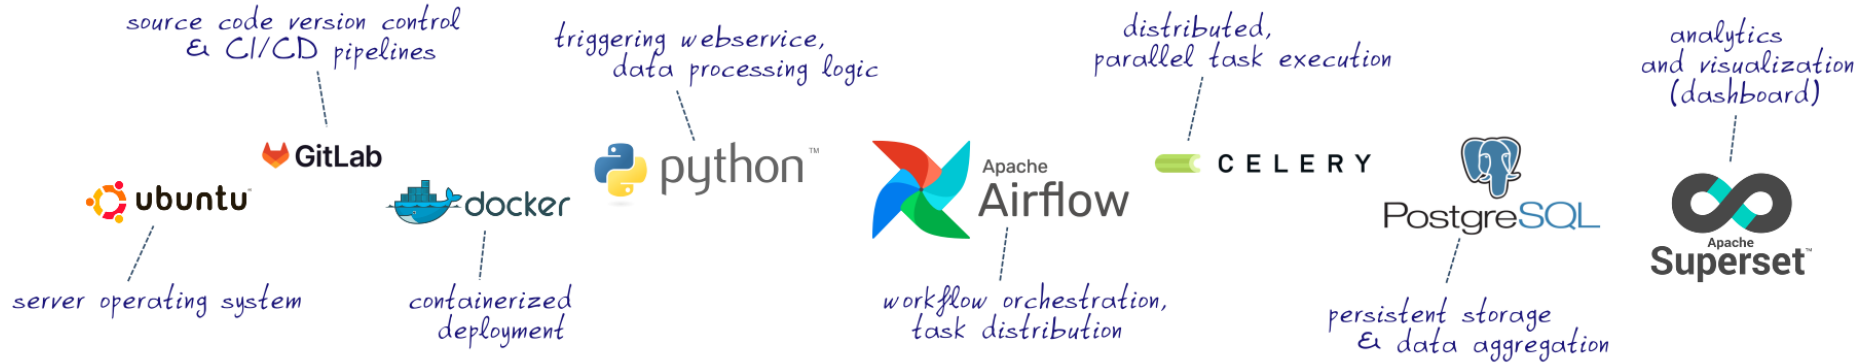 source code version control
& CI/CD pipelines
GitLab
ubuntu
server operating system
docker
containerized
deployment
triggering webservice,
data processing logic
python™
Apache
Airflow
workflow orchestration,
task distribution
distributed,
parallel task execution
CELERY
PostgreSQL
persistent storage
& data aggregation
analytics
and visualization
(dashboard)
Apache
Superset™